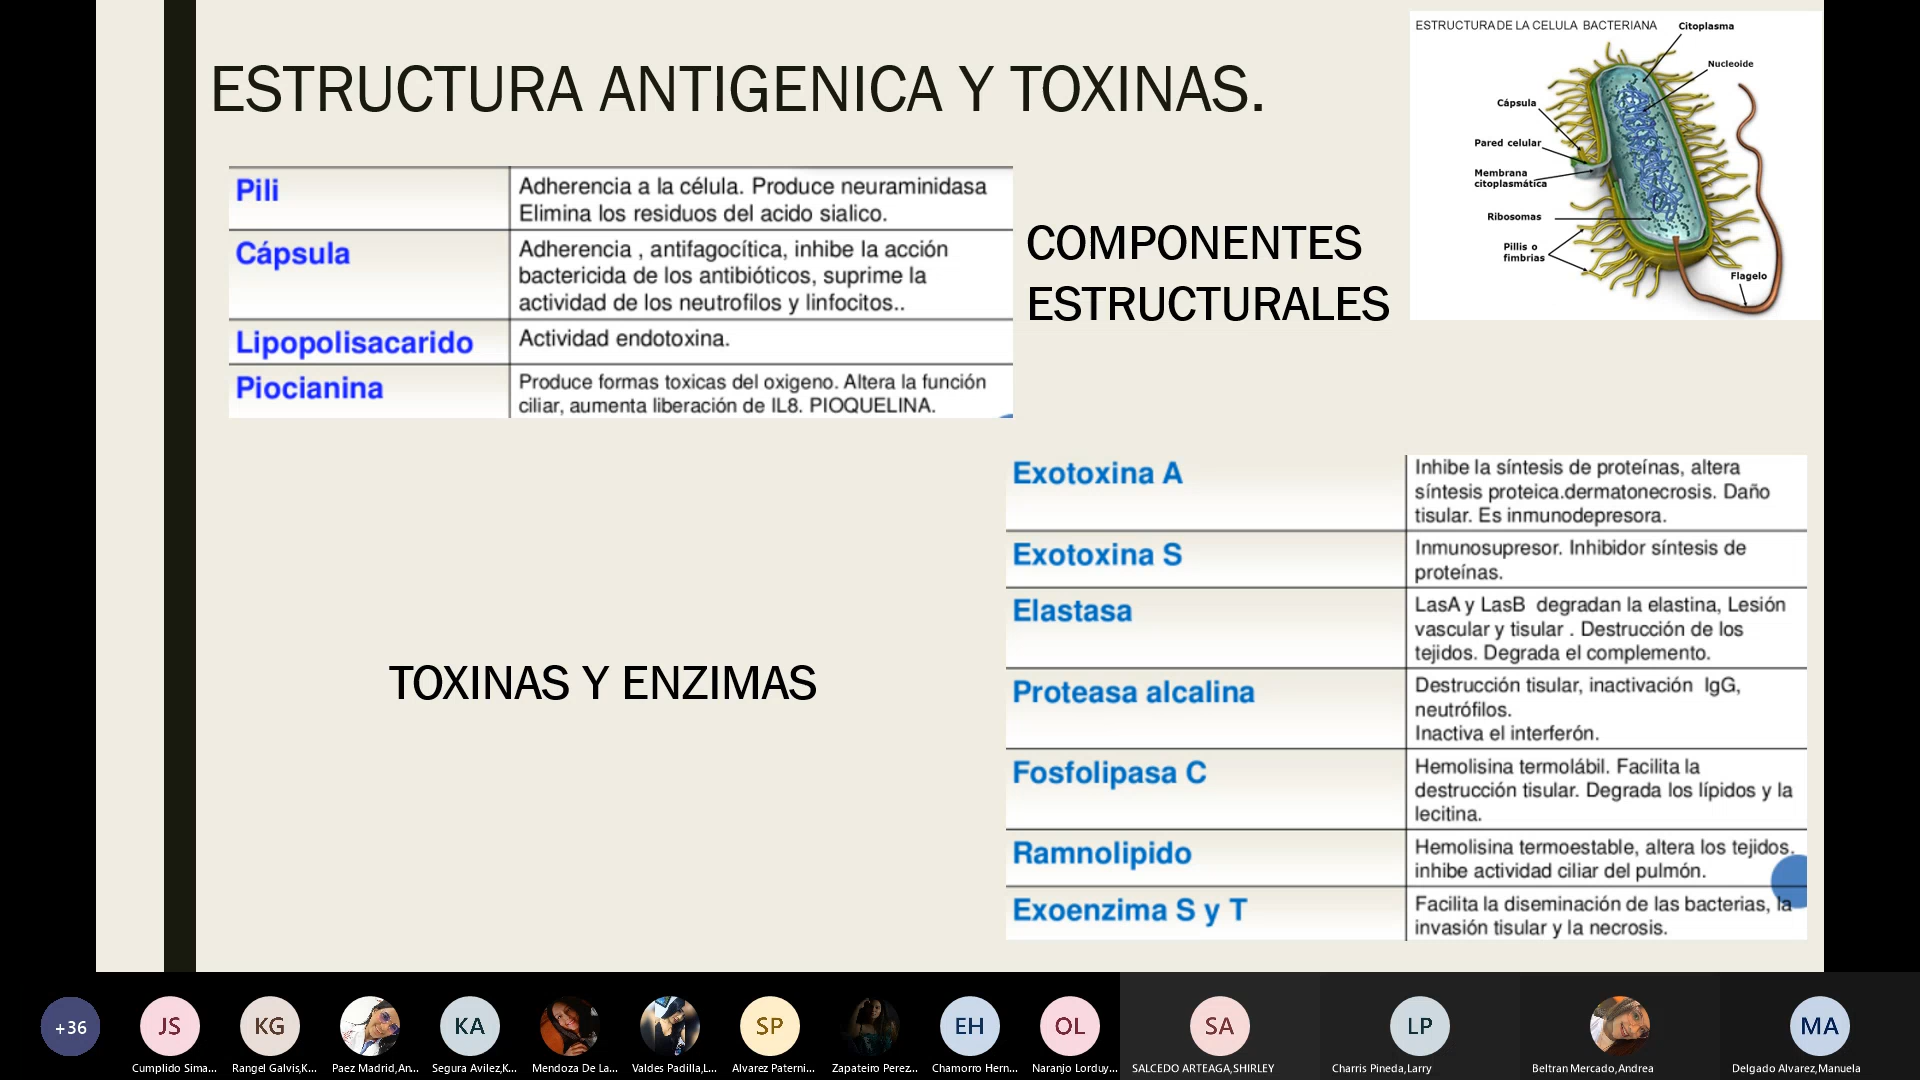 ESTRUCTURA ANTIGENICA Y TOXINAS.
ESTRUCTURA DE LA CELULA BACTERIANA
Citoplasma
Nucleoide
Cápsula
Pared celular
Membrana
citoplasmática
Ribosomas
Pillis o
fimbrias
Flagelo
Pili
Adherencia a la célula. Produce neuraminidasa
Elimina los residuos del acido sialico.
Cápsula
Adherencia , antifagocítica, inhibe la acción
bactericida de los antibióticos, suprime la
actividad de los neutrofilos y linfocitos..
Lipopolisacarido
Actividad endotoxina.
Piocianina
Produce formas toxicas del oxigeno. Altera la función
ciliar, aumenta liberación de IL8. PIOQUELINA.
COMPONENTES
ESTRUCTURALES
TOXINAS Y ENZIMAS
Exotoxina A
Inhibe la síntesis de proteínas, altera
síntesis proteica.dermatonecrosis. Daño
tisular. Es inmunodepresora.
Exotoxina S
Inmunosupresor. Inhibidor síntesis de
proteínas.
Elastasa
LasA y LasB degradan la elastina, Lesión
vascular y tisular . Destrucción de los
tejidos. Degrada el complemento.
Proteasa alcalina
Destrucción tisular, inactivación IgG,
neutrófilos.
Inactiva el interferón.
Fosfolipasa C
Hemolisina termolábil. Facilita la
destrucción tisular. Degrada los lípidos y la
lecitina.
Ramnolipido
Hemolisina termoestable, altera los tejidos.
inhibe actividad ciliar del pulmón.
Exoenzima S y T
Facilita la diseminación de las bacterias, la
invasión tisular y la necrosis.
+36
JS
KG
KA
SP
EH
OL
SA
LP
MA
Cumplido Sima...
Rangel Galvis,K...
Paez Madrid,An...
Segura Avilez,K...
Mendoza De La...
Valdes Padilla,L...
Alvarez Paterni...
Zapateiro Perez...
Chamorro Hern...
Naranjo Lorduy...
SALCEDO ARTEAGA,SHIRLEY
Charris Pineda,Larry
Beltran Mercado,Andrea
Delgado Alvarez,Manuela